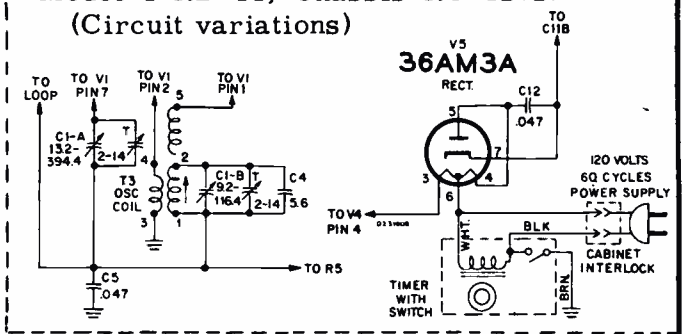 (Circuit variations)
TO LOOP
TO V1 PIN 7
TO V1 PIN 2
TO V1 PIN 1
5
C1-A
13.2-
394.4
T
2-14
4
2
T3
OSC
COIL
3
1
C1-B
9.2-
116.4
T
2-14
C4
5.6
C5
.047
TO R5
TO
C11B
V5
36AM3A
RECT.
5
C12
.047
7
3
4
6
TO V4
PIN 4
WHT.
BLK
BRN.
TIMER
WITH
SWITCH
120 VOLTS
60 CYCLES
POWER SUPPLY
CABINET
INTERLOCK